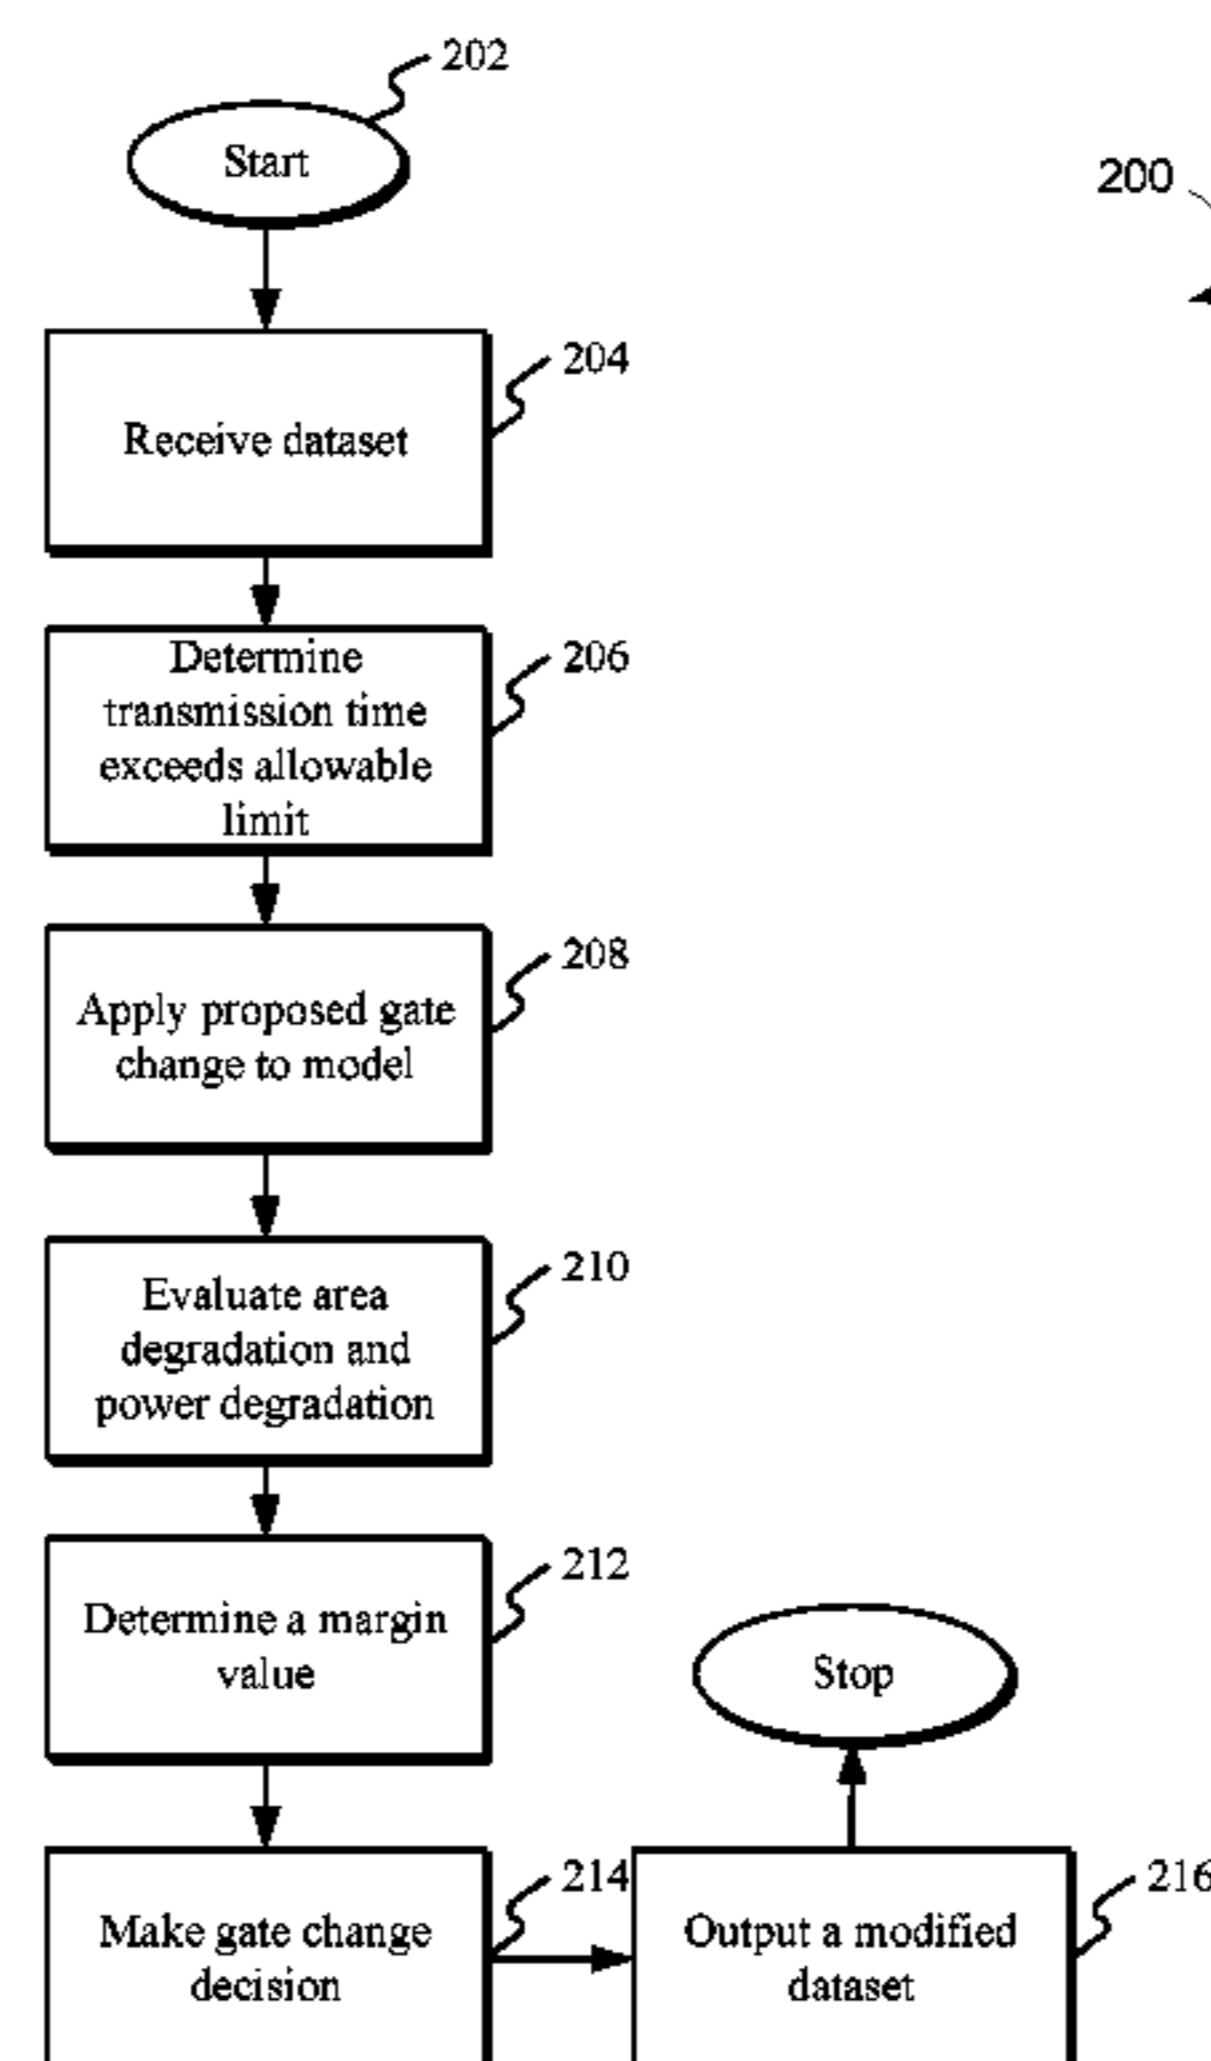 202
Start
200
204
Receive dataset
206
Determine
transmission time
exceeds allowable
limit
208
Apply proposed gate
change to model
210
Evaluate area
degradation and
power degradation
212
Determine a margin
value
Stop
214
Make gate change
decision
216
Output a modified
dataset